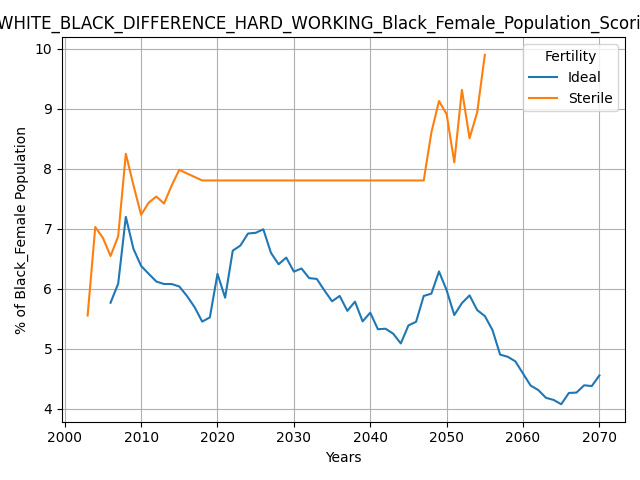 WHITE_BLACK_DIFFERENCE_HARD_WORKING_Black_Female_Population_Scori
10
9
8
7
6
5
4
% of Black_Female Population
Fertility
Ideal
Sterile
2000 2010 2020 2030 2040 2050 2060 2070
Years